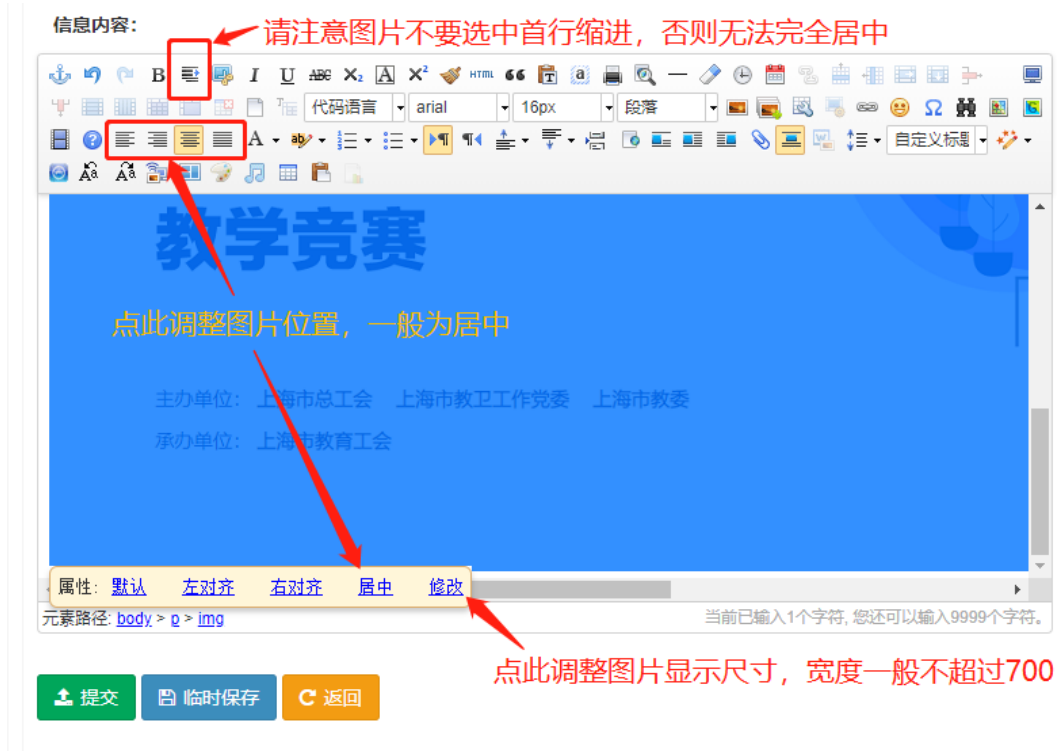 信息内容：
请注意图片不要选中首行缩进，否则无法完全居中
B I U ABC X₂ A X² HTML 66 T a
代码语言 arial 16px 段落 Ω
A ab 自定义标题
教学竞赛
点此调整图片位置，一般为居中
主办单位： 上海市总工会 上海市教卫工作党委 上海市教委
承办单位： 上海市教育工会
属性: 默认 左对齐 右对齐 居中 修改
元素路径: body > p > img 当前已输入1个字符, 您还可以输入9999个字符。
点此调整图片显示尺寸，宽度一般不超过700
提交 临时保存 返回